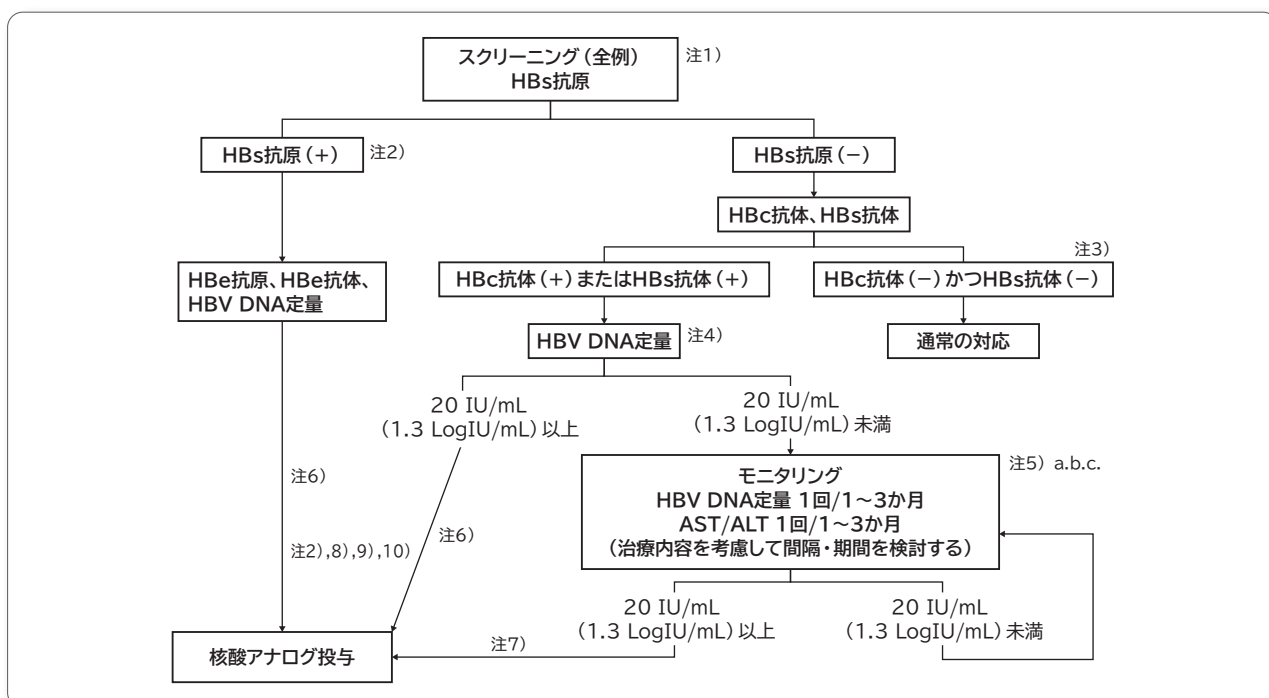 スクリーニング（全例）
HBs抗原
注1）
HBs抗原（＋）
注2）
HBs抗原（－）
HBc抗体、HBs抗体
注3）
HBe抗原、HBe抗体、
HBV DNA定量
HBc抗体（＋）またはHBs抗体（＋）
HBc抗体（－）かつHBs抗体（－）
HBV DNA定量
注4）
通常の対応
20 IU/mL
（1.3 LogIU/mL）以上
20 IU/mL
（1.3 LogIU/mL）未満
モニタリング
HBV DNA定量 1回/1～3か月
AST/ALT 1回/1～3か月
（治療内容を考慮して間隔・期間を検討する）
注5） a.b.c.
注6）
注6）
注2）,8）,9）,10）
20 IU/mL
（1.3 LogIU/mL）以上
20 IU/mL
（1.3 LogIU/mL）未満
注7）
核酸アナログ投与